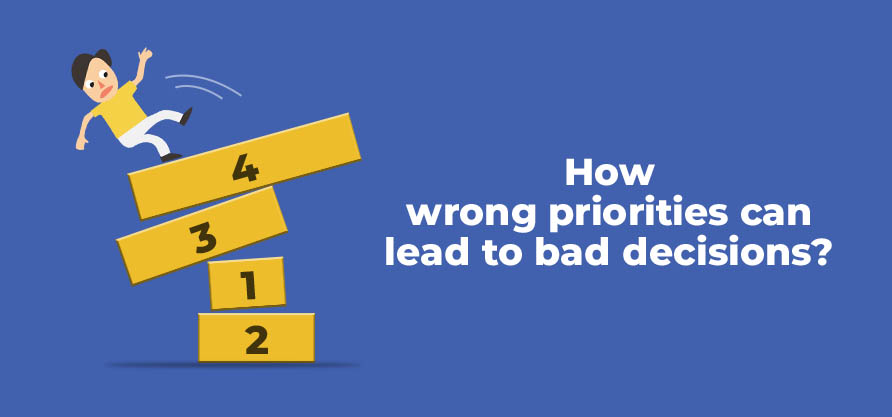 4
3
1
2
How
wrong priorities can
lead to bad decisions?